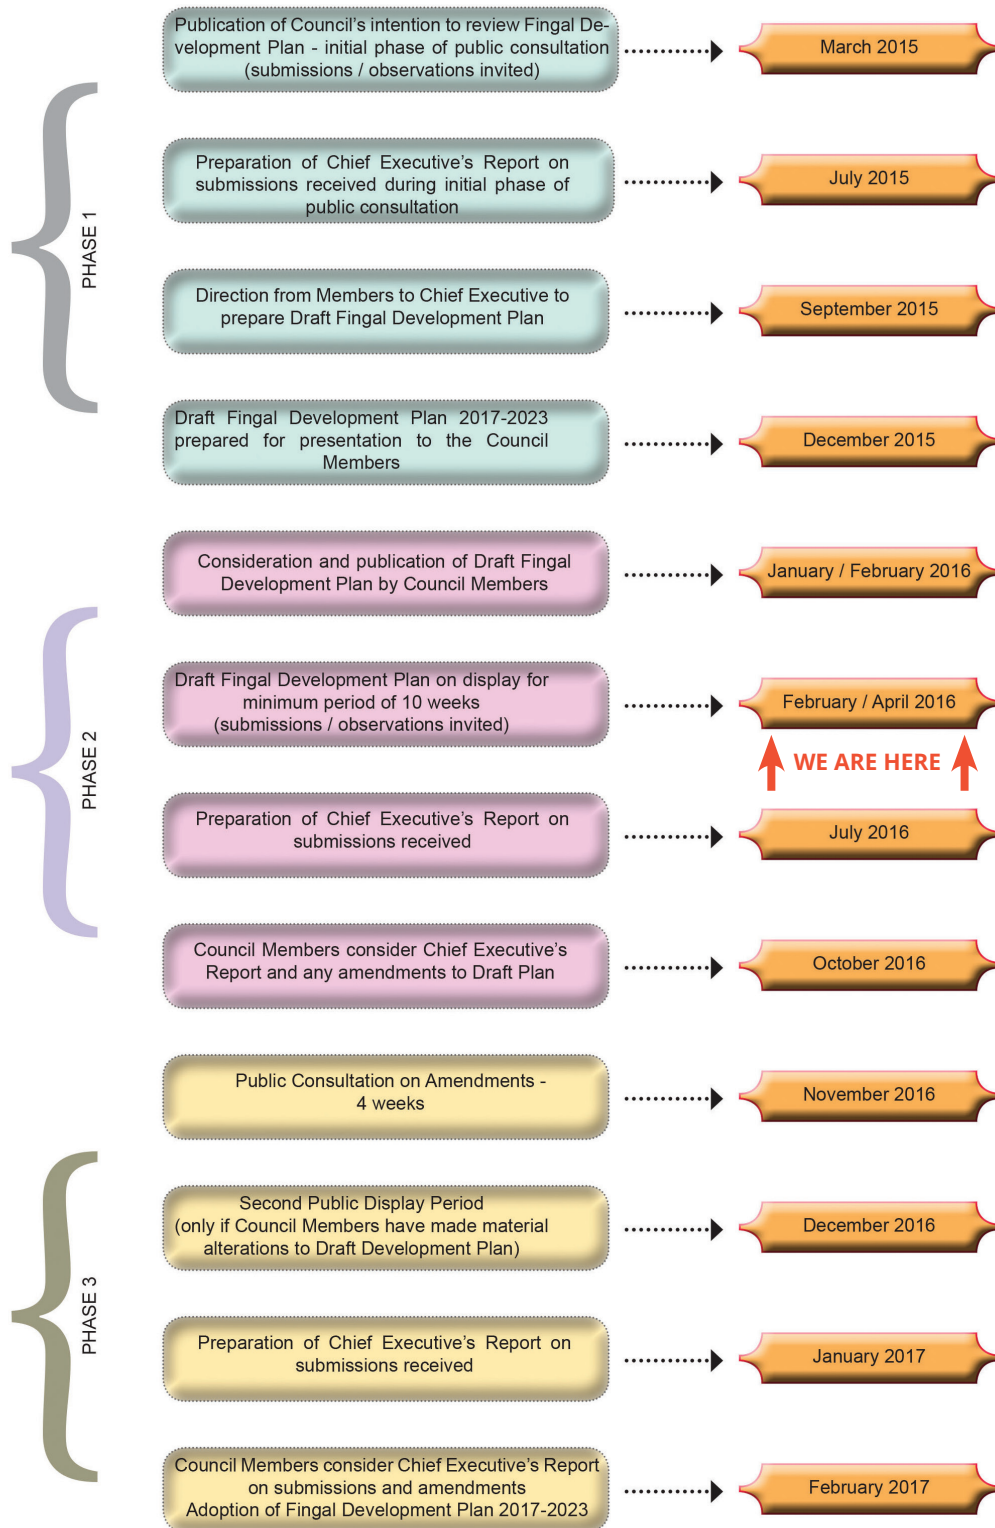 Publication of Council's intention to review Fingal De-
velopment Plan - initial phase of public consultation
(submissions / observations invited)
March 2015
PHASE 1
Preparation of Chief Executive's Report on
submissions received during initial phase of
public consultation
July 2015
Direction from Members to Chief Executive to
prepare Draft Fingal Development Plan
September 2015
Draft Fingal Development Plan 2017-2023
prepared for presentation to the Council
Members
December 2015
Consideration and publication of Draft Fingal
Development Plan by Council Members
January / February 2016
PHASE 2
Draft Fingal Development Plan on display for
minimum period of 10 weeks
(submissions / observations invited)
February / April 2016
WE ARE HERE
Preparation of Chief Executive's Report on
submissions received
July 2016
Council Members consider Chief Executive's
Report and any amendments to Draft Plan
October 2016
Public Consultation on Amendments -
4 weeks
November 2016
PHASE 3
Second Public Display Period
(only if Council Members have made material
alterations to Draft Development Plan)
December 2016
Preparation of Chief Executive's Report on
submissions received
January 2017
Council Members consider Chief Executive's Report
on submissions and amendments
Adoption of Fingal Development Plan 2017-2023
February 2017